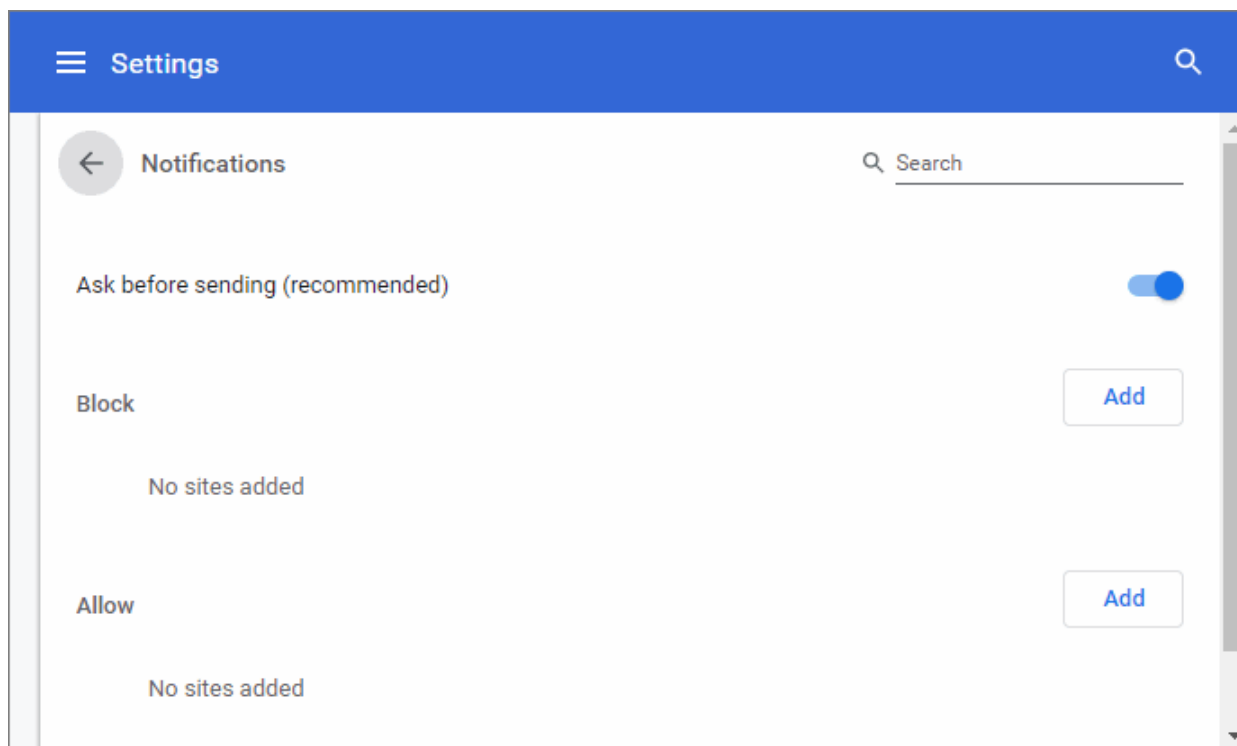 Settings
Notifications
Search
Ask before sending (recommended)
Block
Add
No sites added
Allow
Add
No sites added